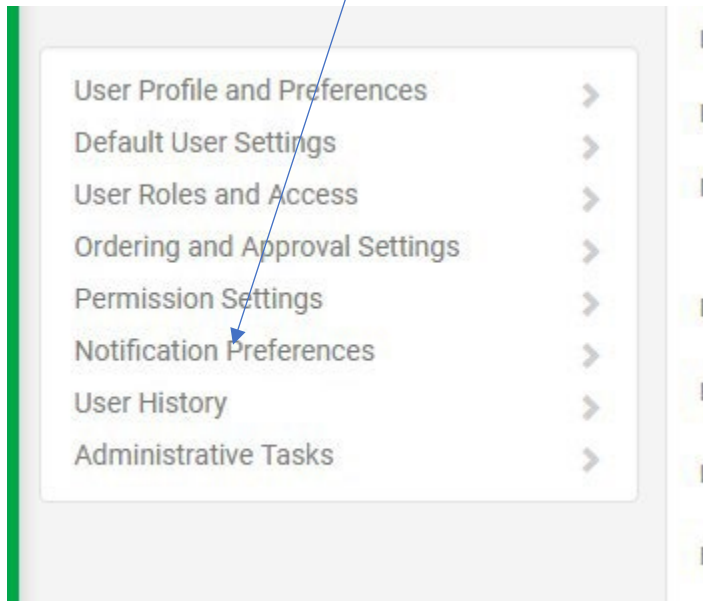 User Profile and Preferences
Default User Settings
User Roles and Access
Ordering and Approval Settings
Permission Settings
Notification Preferences
User History
Administrative Tasks